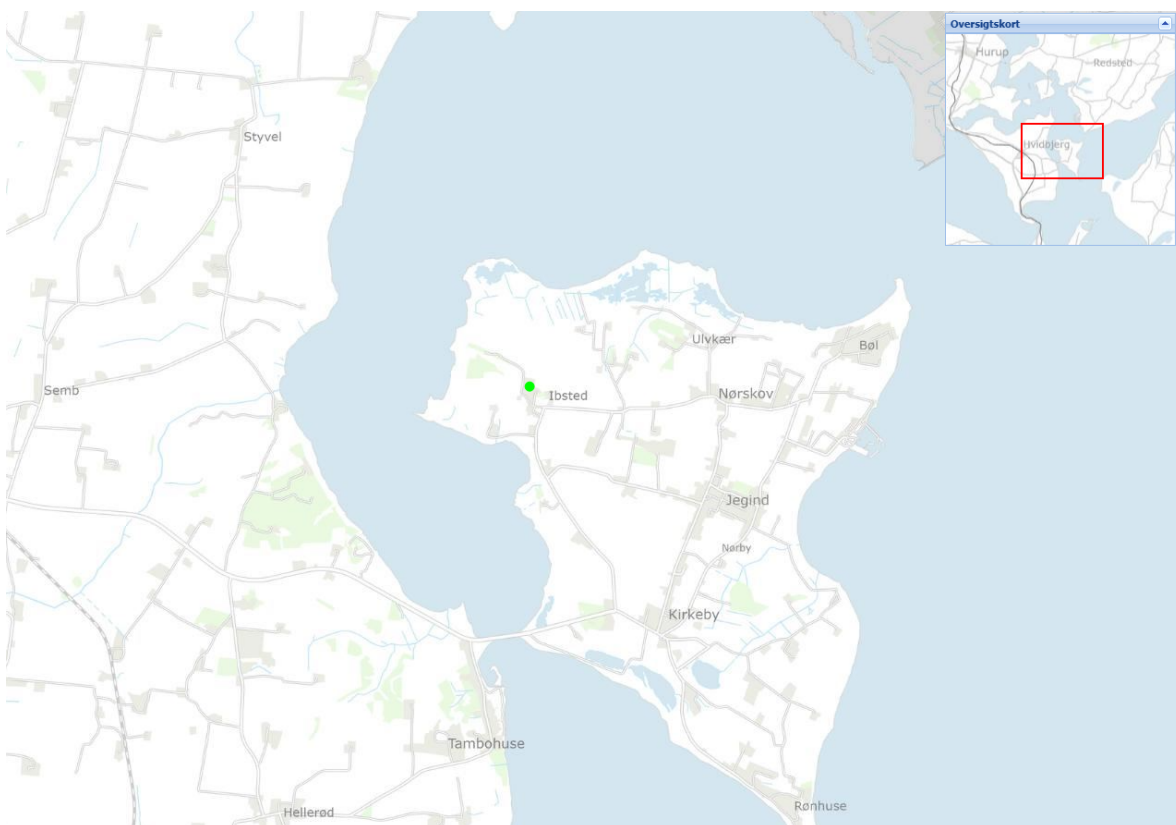 Oversigtskort
Hurup
Redsted
Hvidbjerg
Styvel
Ulvkær
Bøl
Semb
Ibsted
Nørskov
Jegind
Nørby
Kirkeby
Tambohuse
Rønhuse
Hellerød